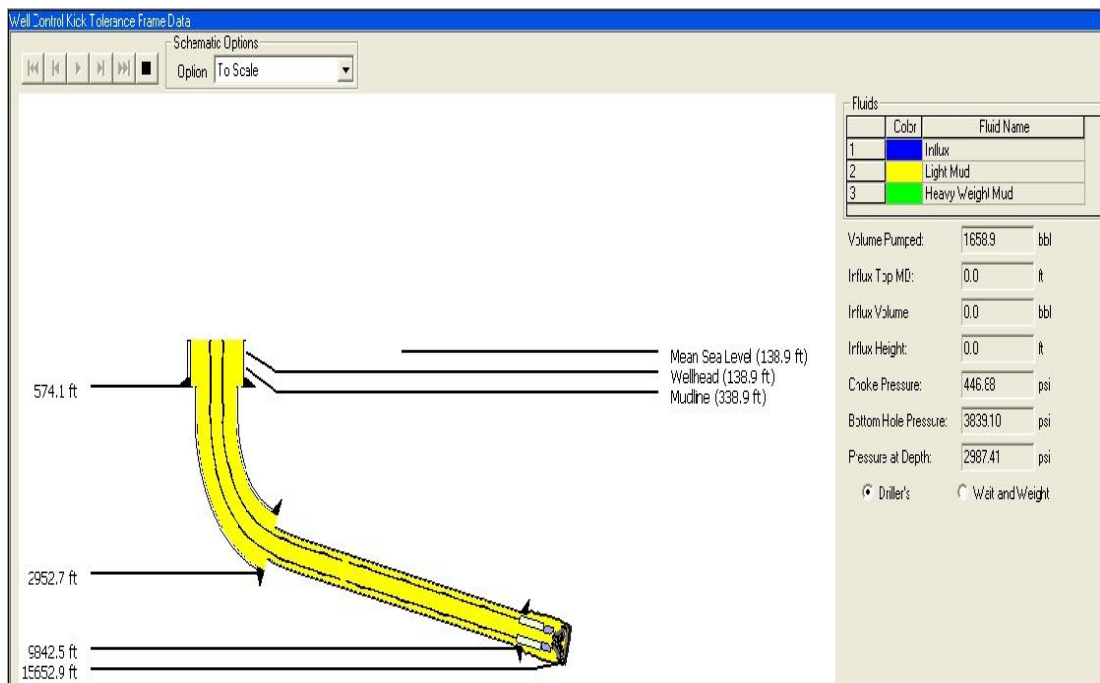 Well Control Kick Tolerance Frame Data
Schematic Options
Option To Scale
Fluids
Color Fluid Name
1 Influx
2 Light Mud
3 Heavy Weight Mud
Volume Pumped: 1658.9 bbl
Influx Top MD: 0.0 ft
Influx Volume 0.0 bbl
Influx Height: 0.0 ft
Choke Pressure: 446.88 psi
Bottom Hole Pressure: 3839.10 psi
Pressure at Depth: 2987.41 psi
Driller's Wait and Weight
Mean Sea Level (138.9 ft)
Wellhead (138.9 ft)
Mudline (338.9 ft)
574.1 ft
2952.7 ft
9842.5 ft
15652.9 ft